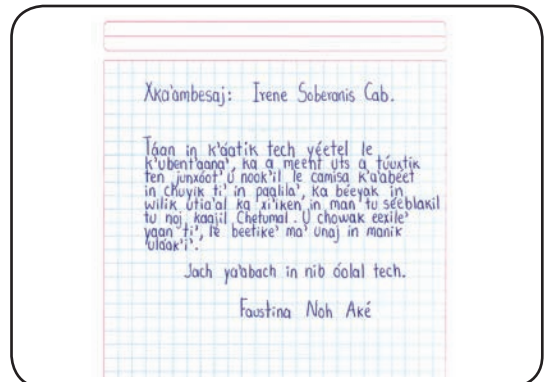 Xka'ambesaj: Irene Soberanis Cab.
Táan in k'áatik tech yéetel le
k'ubent'aana', ka a meent uts a túuxtik
ten junxóot' U nook'il le camisa k'a'abeet
in chuyik ti' in paalila', ka béeyak in
wilik utia'al ka xi'iken in man tu séeblakil
tu noj kaajil Chetumal. U chowak eexile'
yaan ti', le beetike' ma' unaj in manik
ulaak'i'.
Jach ya'abach in nib óolal tech.
Faustina Noh Aké